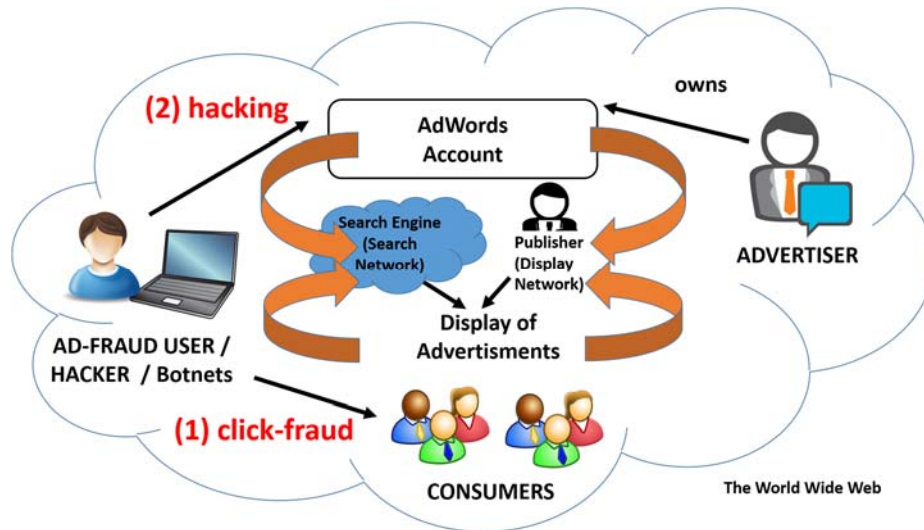 (2) hacking
owns
AdWords
Account
Search Engine
(Search
Network)
Publisher
(Display
Network)
ADVERTISER
Display of
Advertisments
AD-FRAUD USER /
HACKER / Botnets
(1) click-fraud
CONSUMERS
The World Wide Web